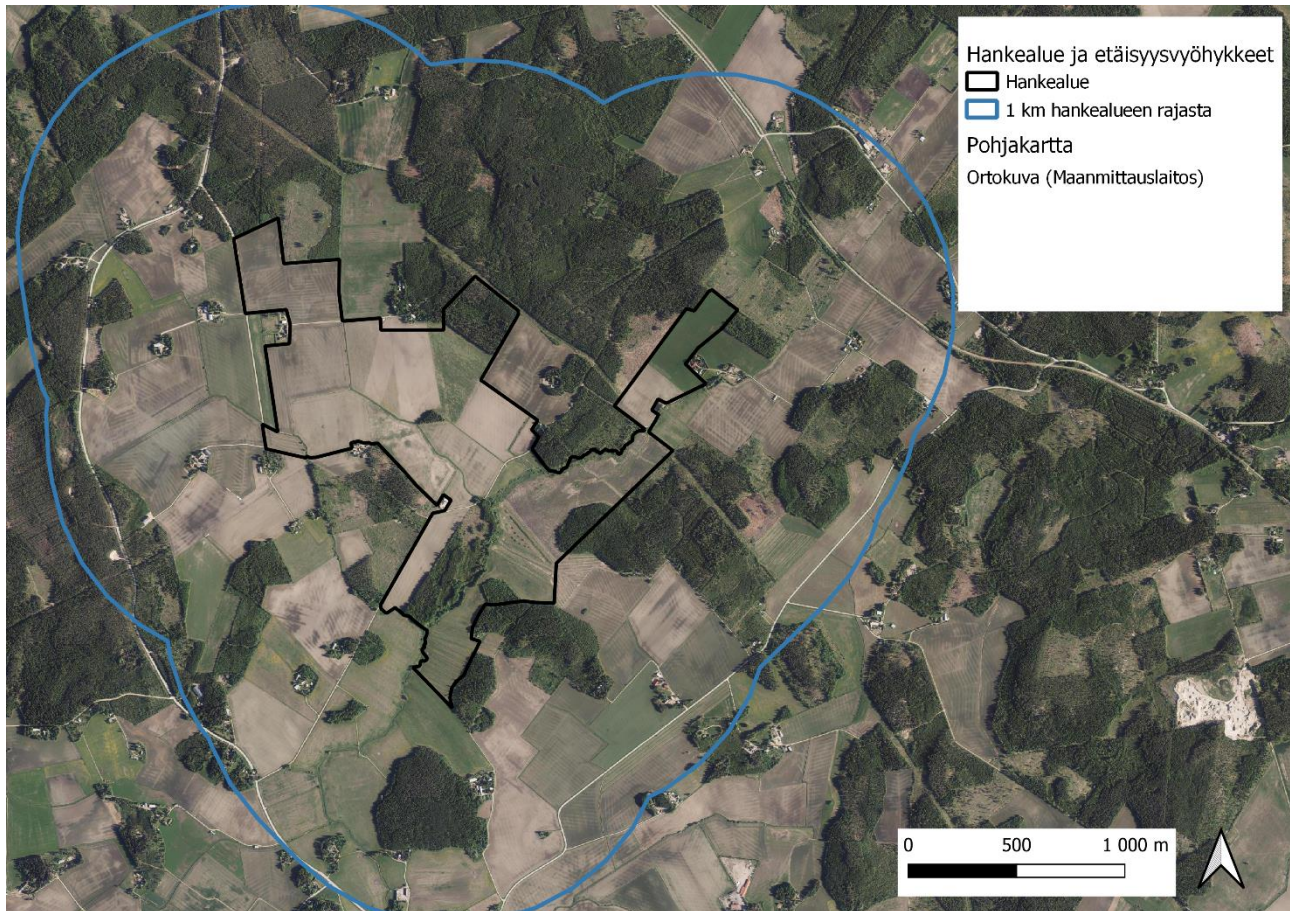 Hankealue ja etäisyysvyöhykkeet
Hankealue
1 km hankealueen rajasta
Pohjakartta
Ortokuva (Maanmittauslaitos)
0 500 1 000 m